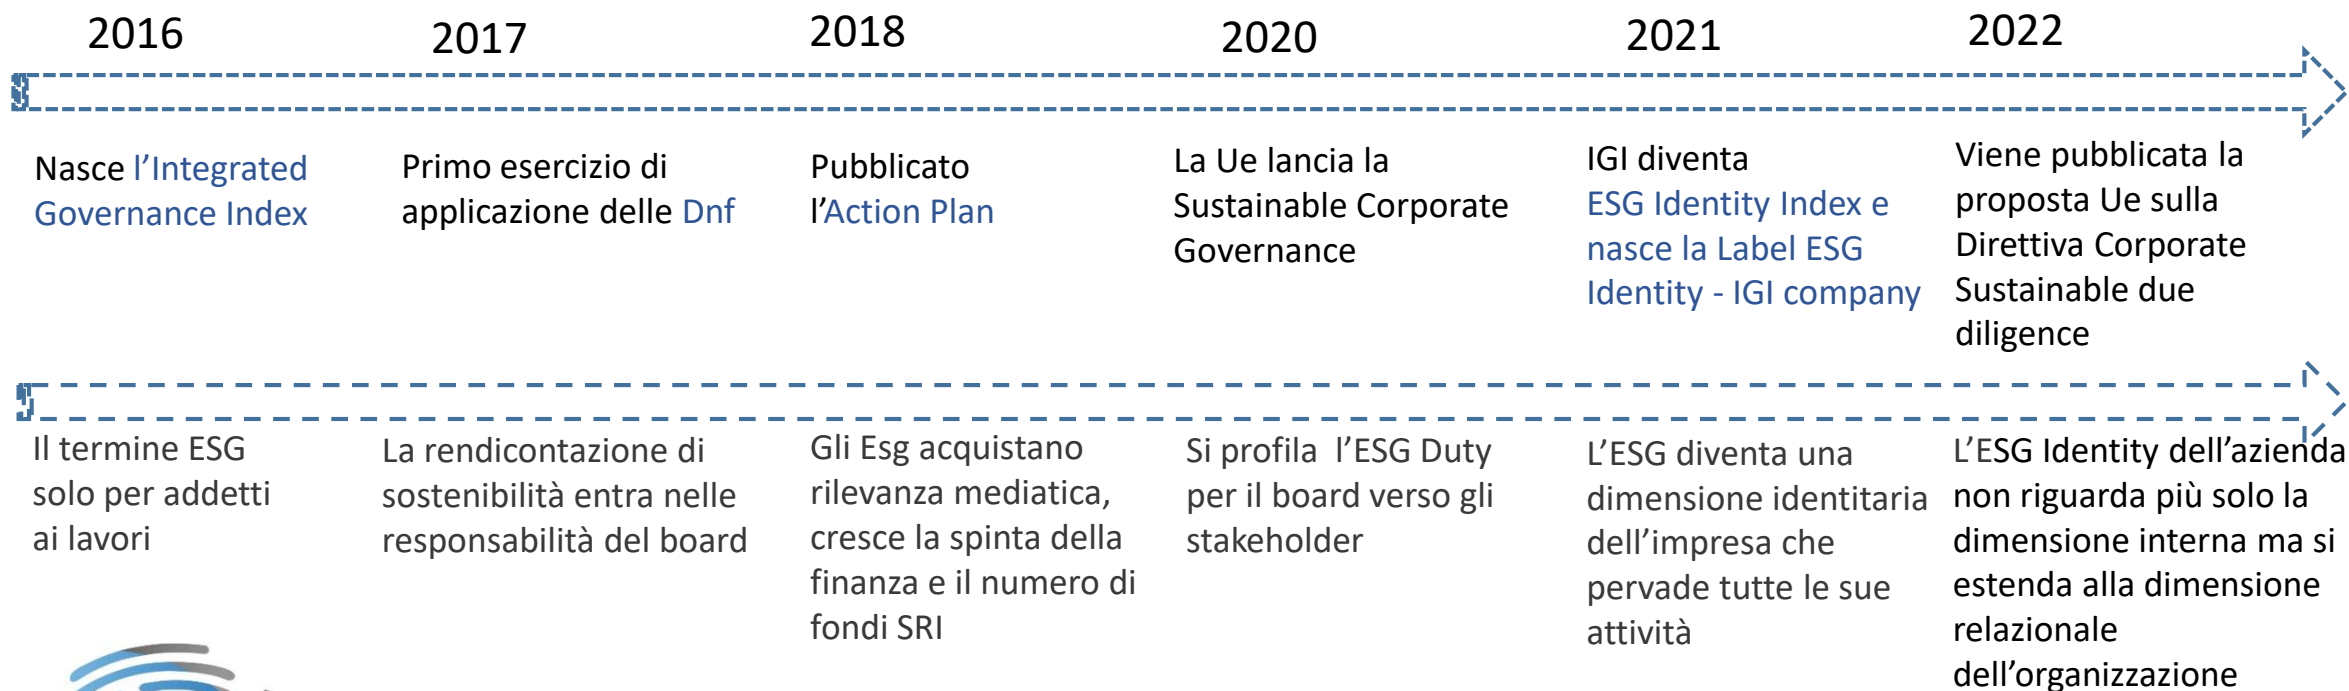 2016
2017
2018
2020
2021
2022
Nasce l’Integrated
Governance Index
Primo esercizio di
applicazione delle Dnf
Pubblicato
l’Action Plan
La Ue lancia la
Sustainable Corporate
Governance
IGI diventa
ESG Identity Index e
nasce la Label ESG
Identity - IGI company
Viene pubblicata la
proposta Ue sulla
Direttiva Corporate
Sustainable due
diligence
Il termine ESG
solo per addetti
ai lavori
La rendicontazione di
sostenibilità entra nelle
responsabilità del board
Gli Esg acquistano
rilevanza mediatica,
cresce la spinta della
finanza e il numero di
fondi SRI
Si profila  l’ESG Duty
per il board verso gli
stakeholder
L’ESG diventa una
dimensione identitaria
dell’impresa che
pervade tutte le sue
attività
L’ESG Identity dell’azienda
non riguarda più solo la
dimensione interna ma si
estenda alla dimensione
relazionale
dell’organizzazione